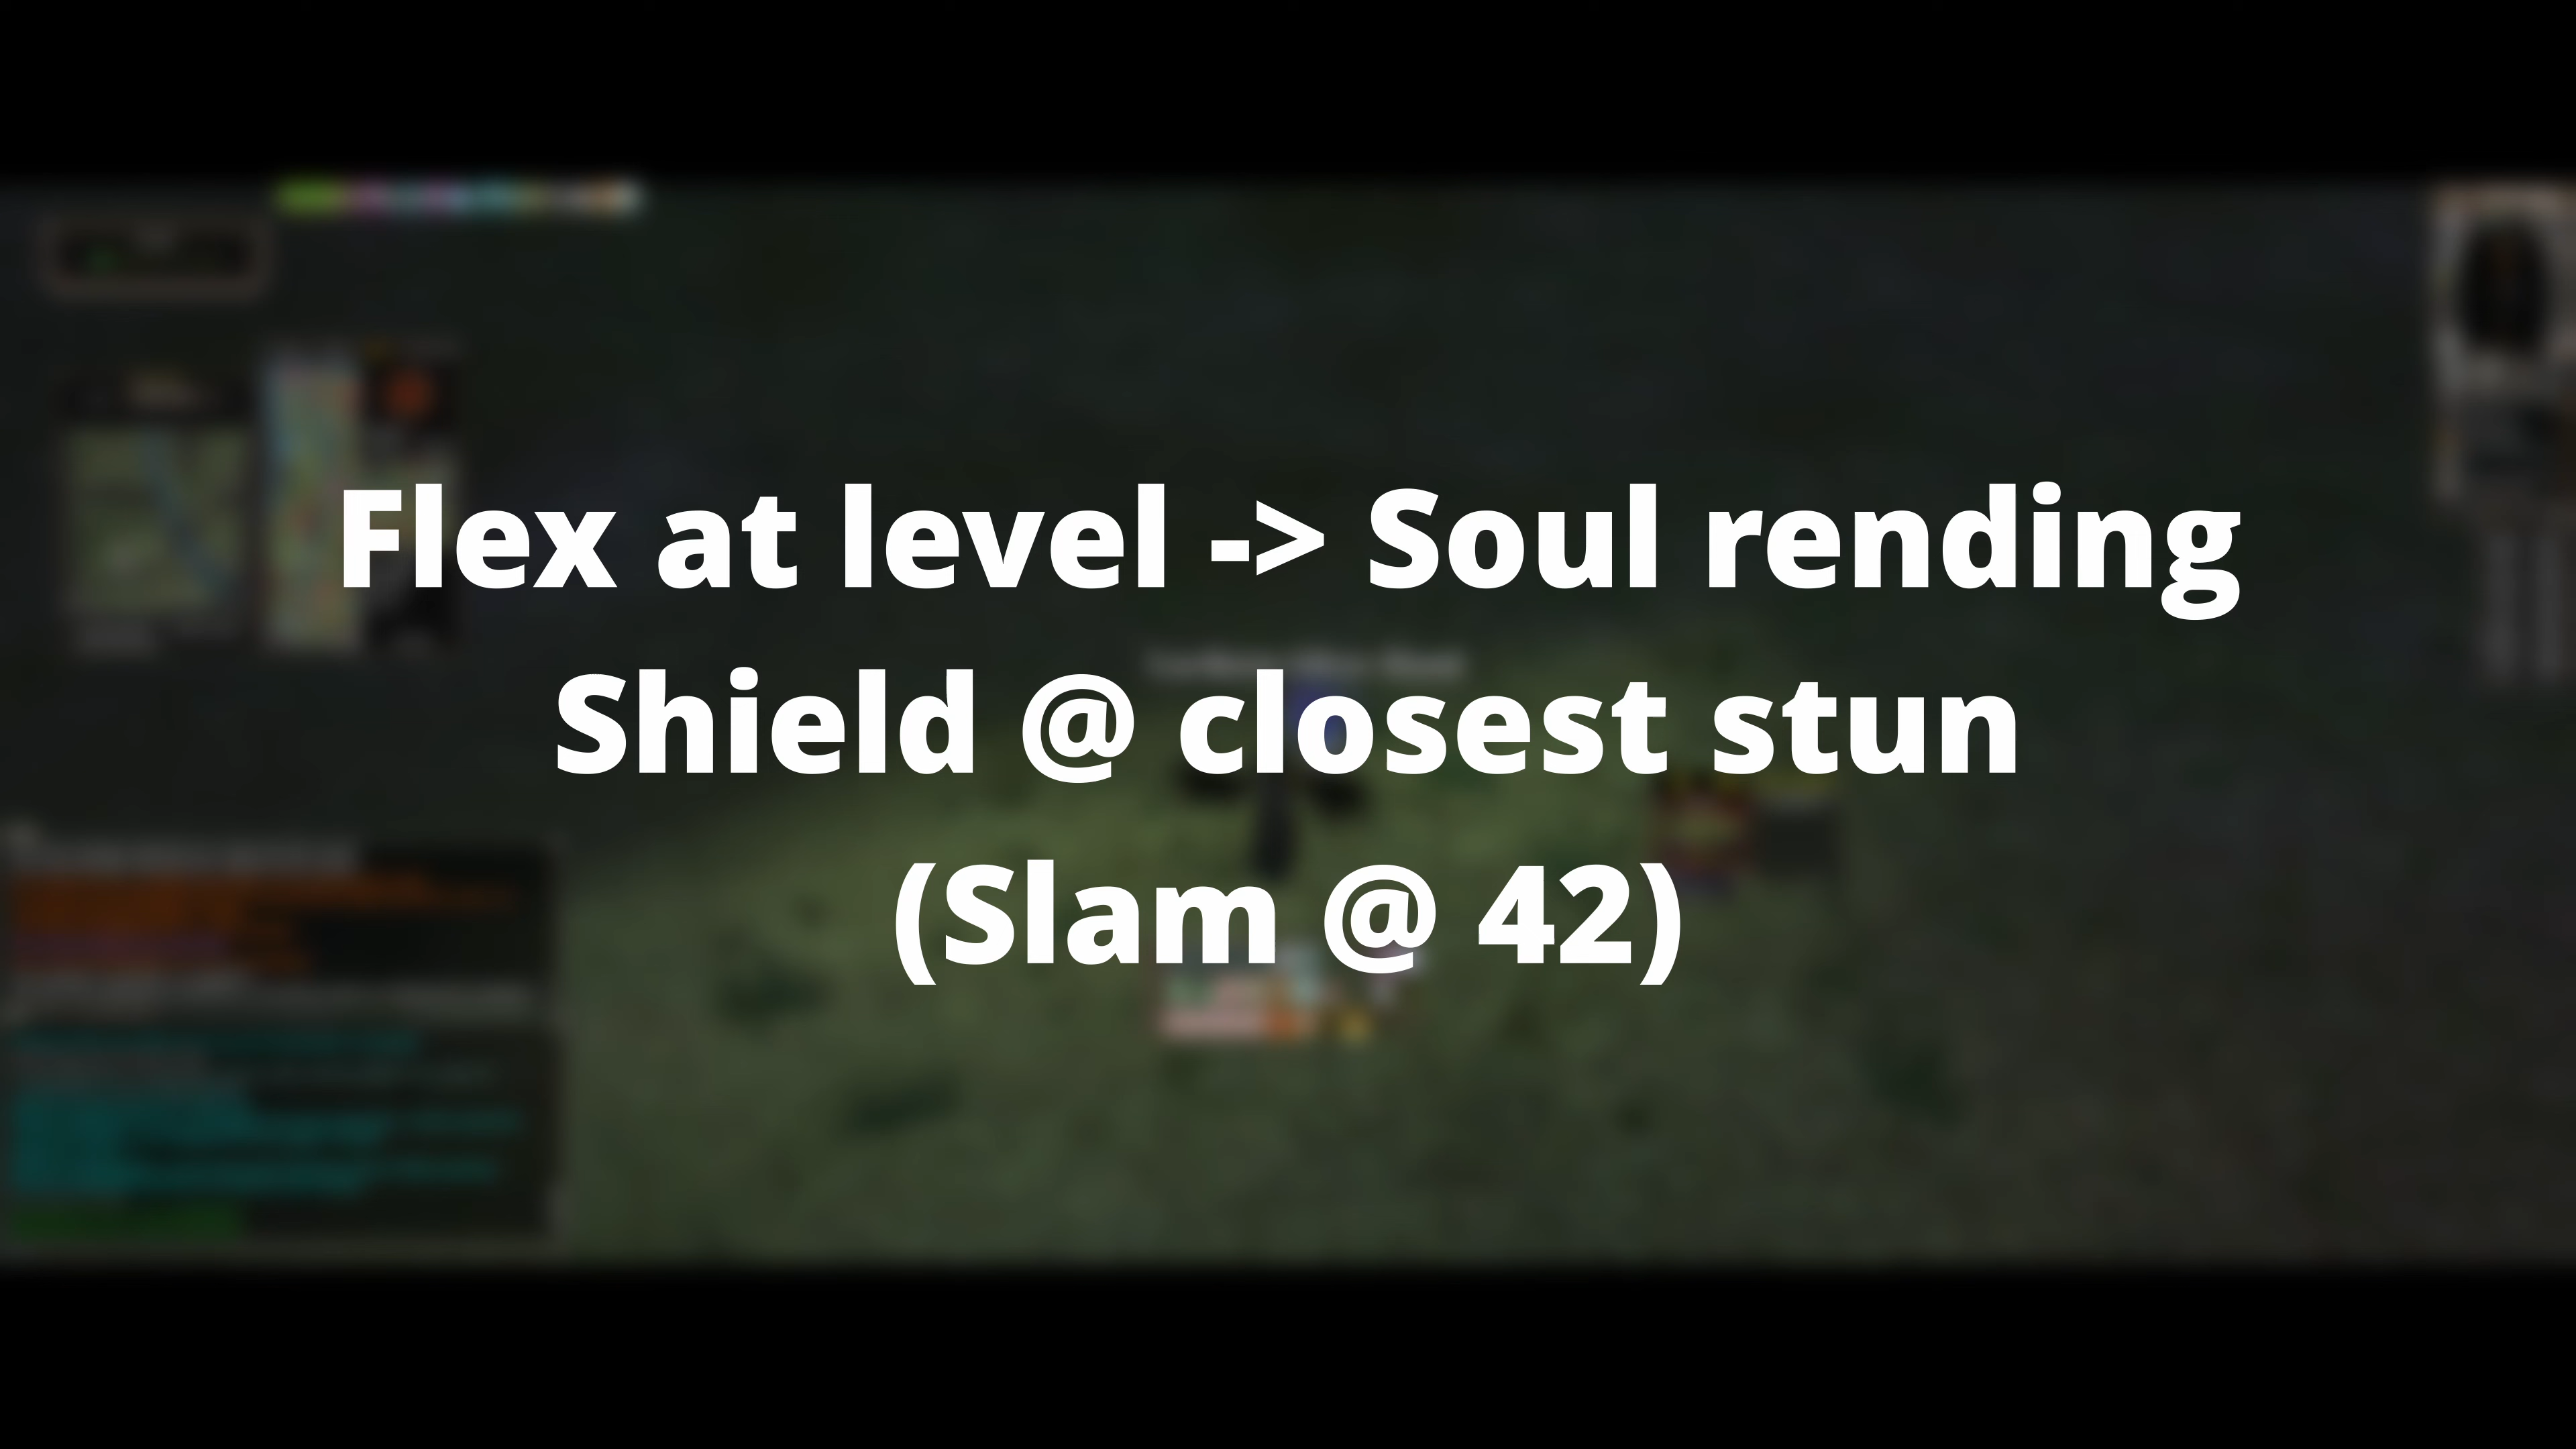 Flex at level -> Soul rending
Shield @ closest stun
(Slam @ 42)